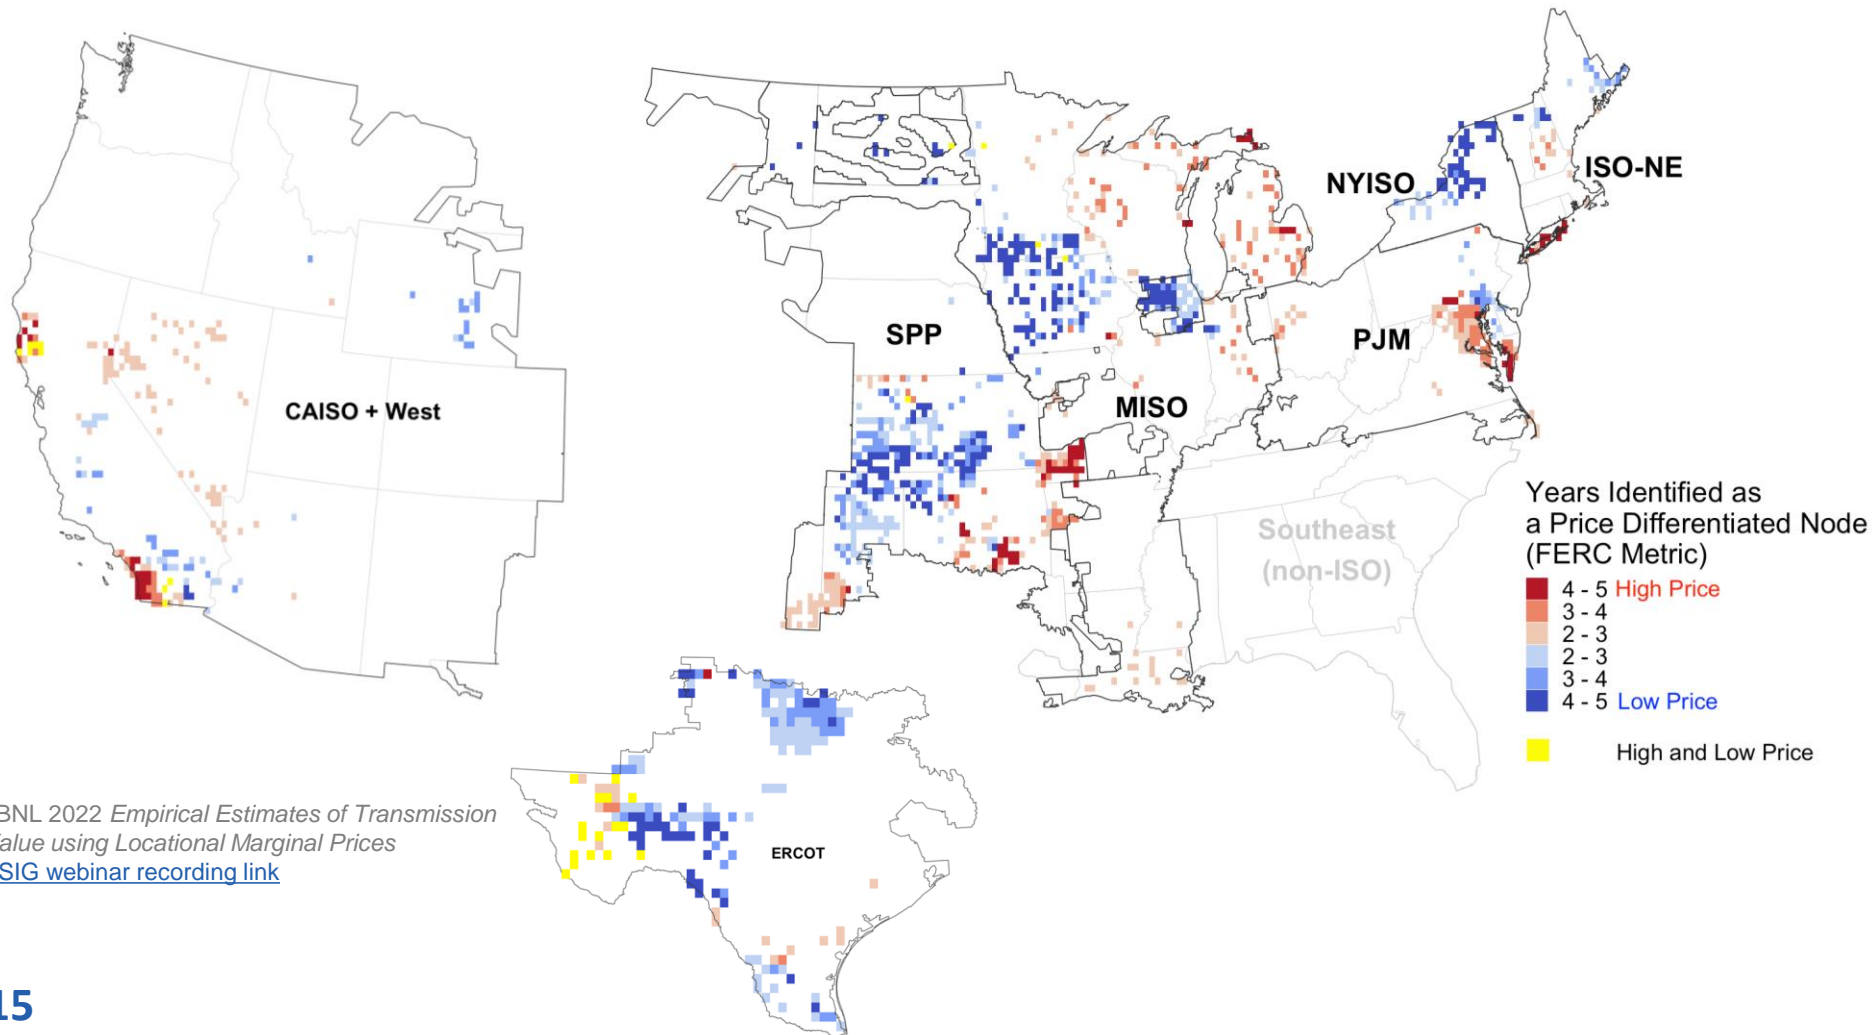 NYISO
ISO-NE
SPP
PJM
CAISO + West
MISO
Southeast
(non-ISO)
ERCOT
Years Identified as
a Price Differentiated Node
(FERC Metric)
4 - 5 High Price
3 - 4
2 - 3
2 - 3
3 - 4
4 - 5 Low Price
High and Low Price
BNL 2022 Empirical Estimates of Transmission
Value using Locational Marginal Prices
SIG webinar recording link
15